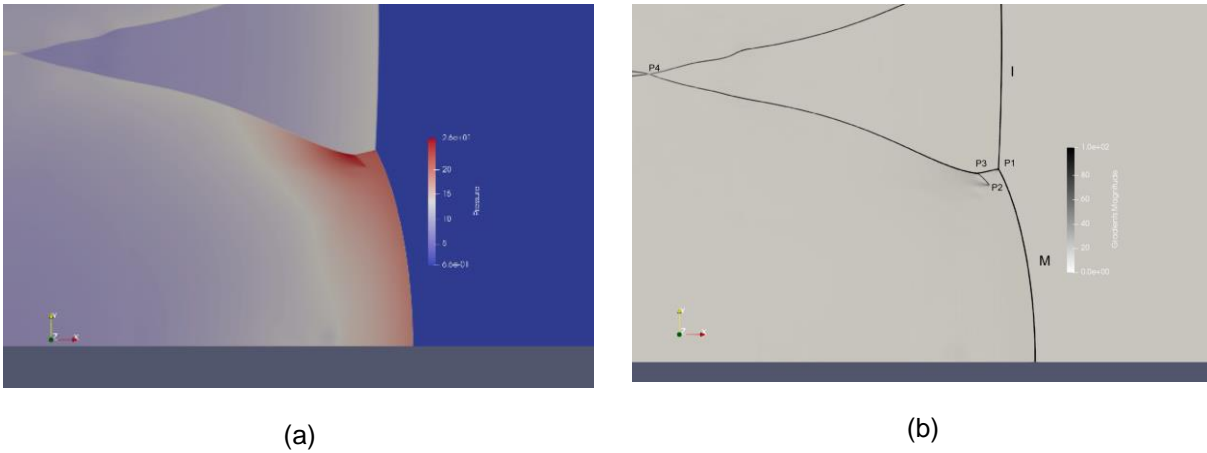 2.6e+01
20
15
10
5
6.6e-01
Pressure
Y
Z
X
(a)
P4
I
P3
P1
P2
M
1.0e+02
80
60
40
20
0.0e+00
Gradients Magnitude
Y
Z
X
(b)